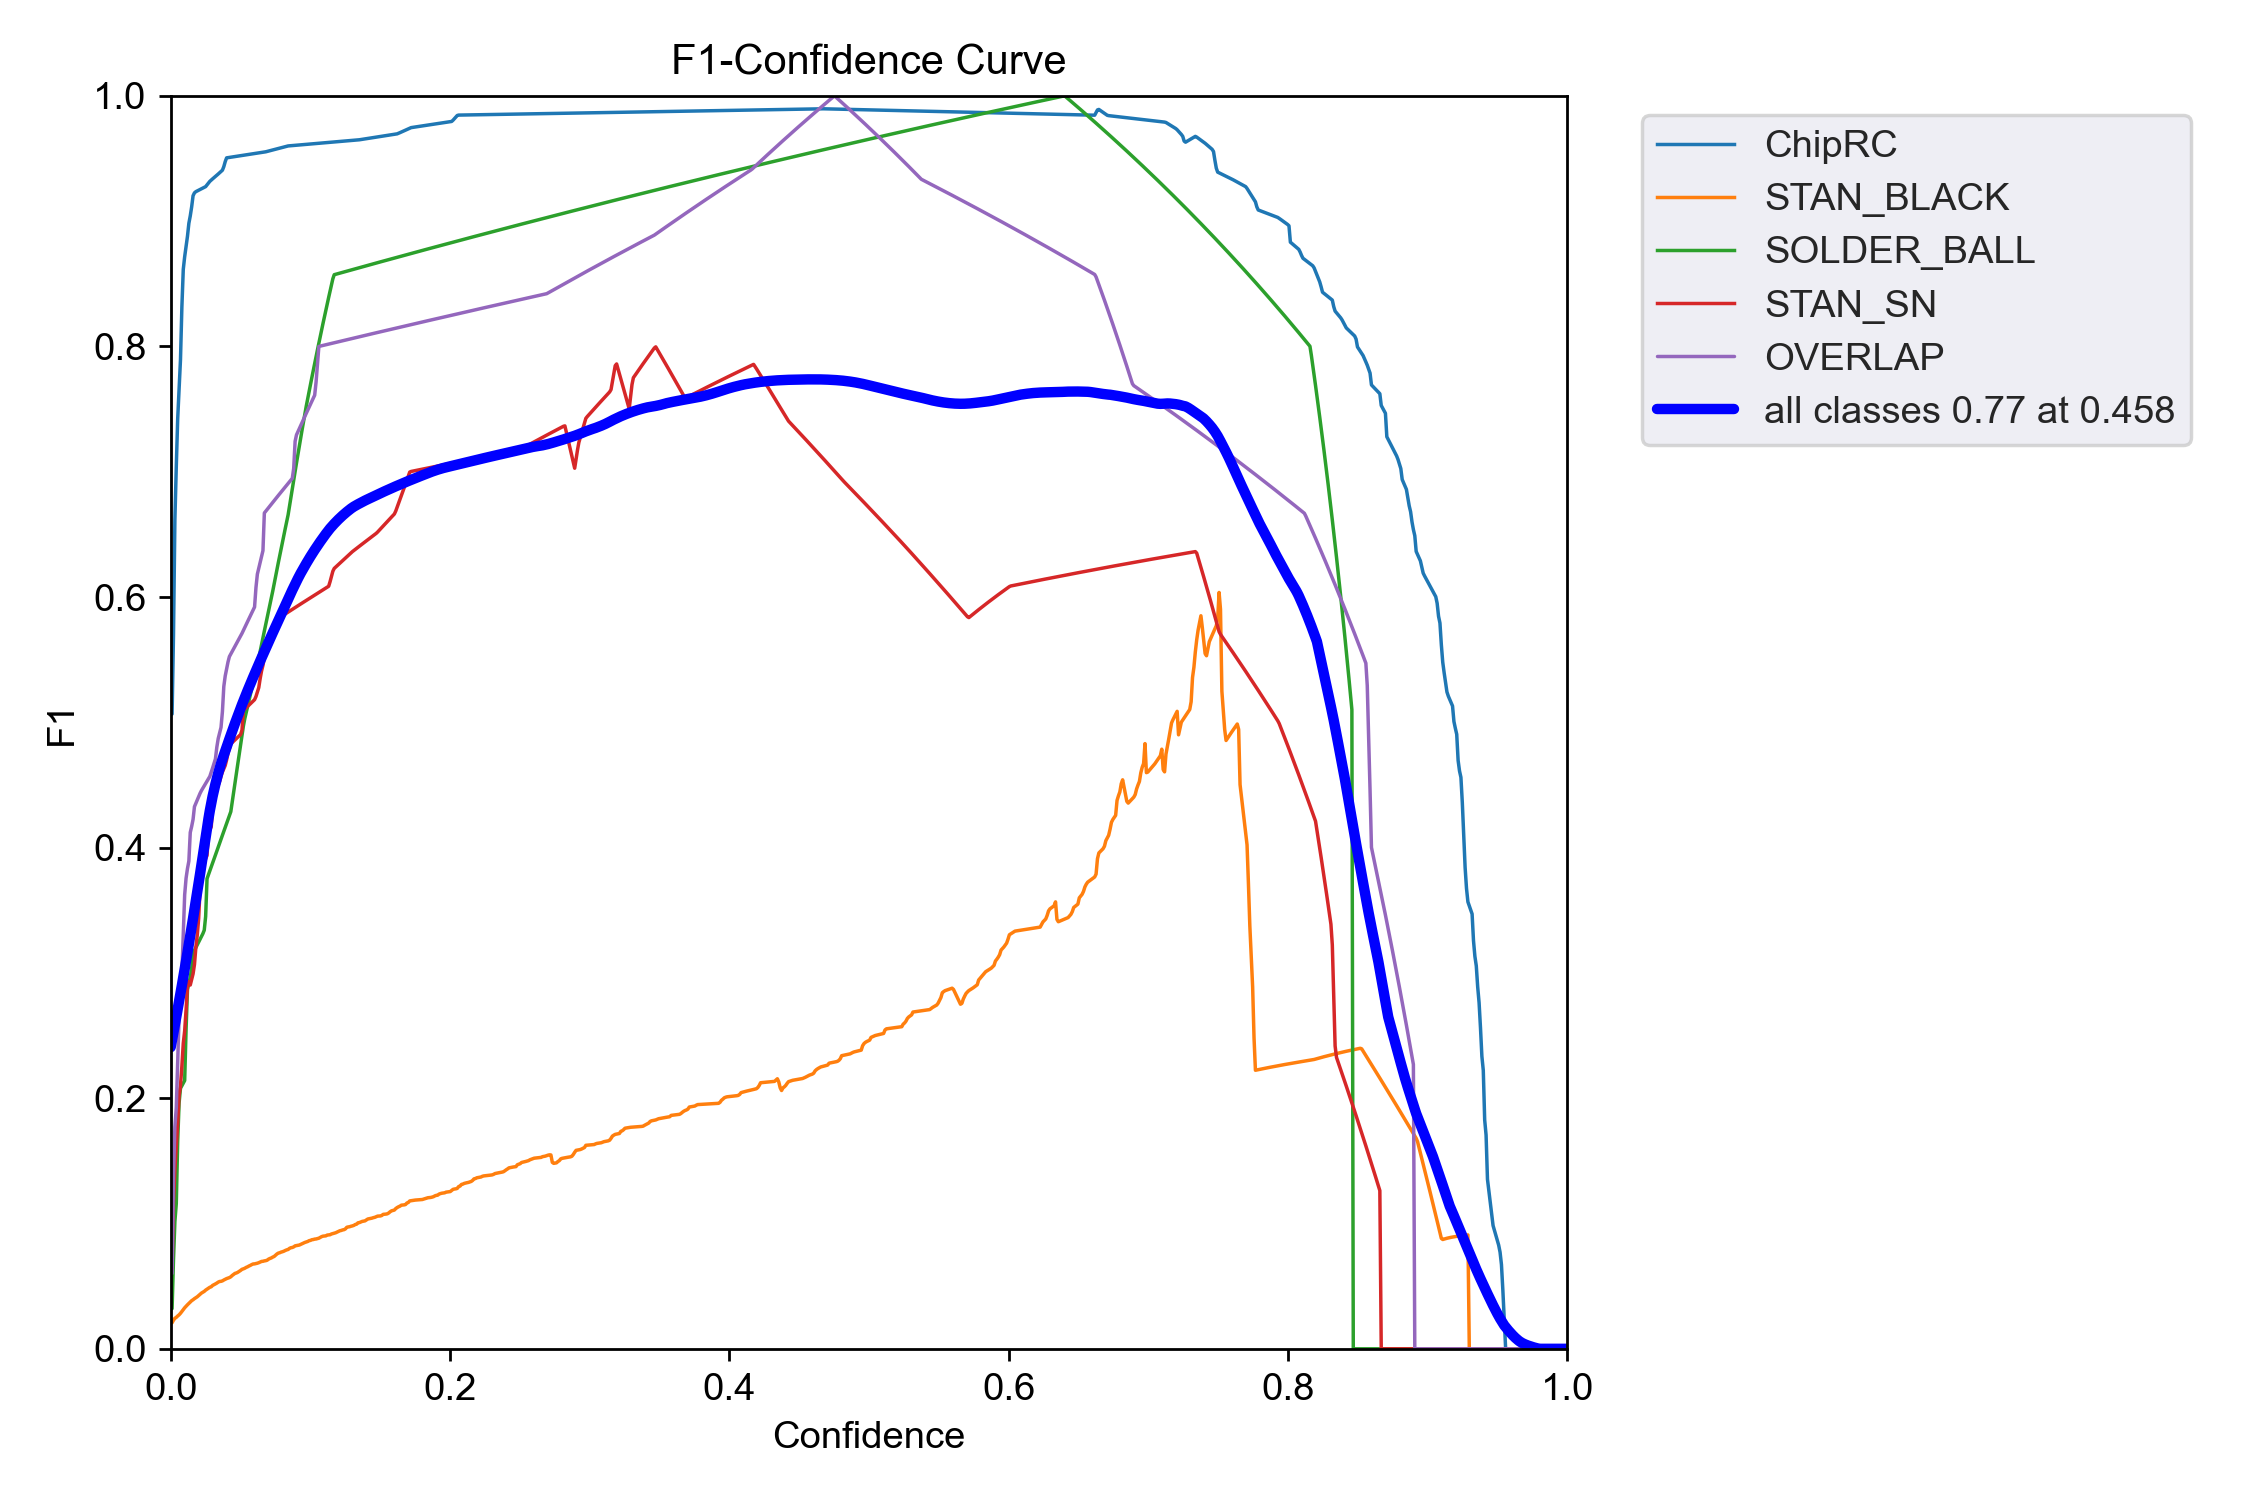 F1-Confidence Curve
1.0
0.8
0.6
0.4
0.2
0.0
F1
0.0 0.2 0.4 0.6 0.8 1.0
Confidence
ChipRC
STAN_BLACK
SOLDER_BALL
STAN_SN
OVERLAP
all classes 0.77 at 0.458